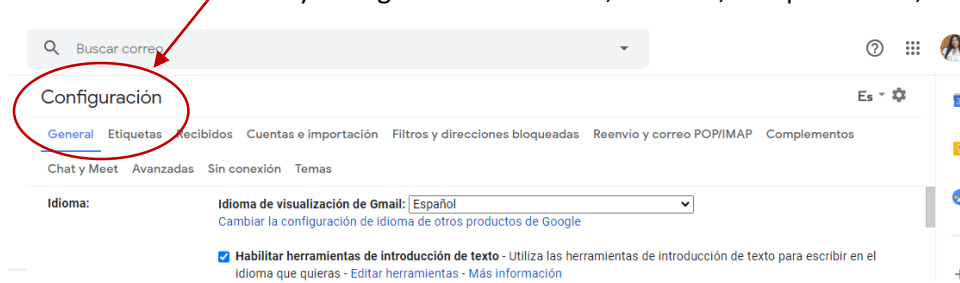 Buscar correo
Configuración
Es
General Etiquetas Recibidos Cuentas e importación Filtros y direcciones bloqueadas Reenvío y correo POP/IMAP Complementos
Chat y Meet Avanzadas Sin conexión Temas
Idioma: Idioma de visualización de Gmail: Español
Cambiar la configuración de idioma de otros productos de Google
Habilitar herramientas de introducción de texto - Utiliza las herramientas de introducción de texto para escribir en el
idioma que quieras - Editar herramientas - Más información